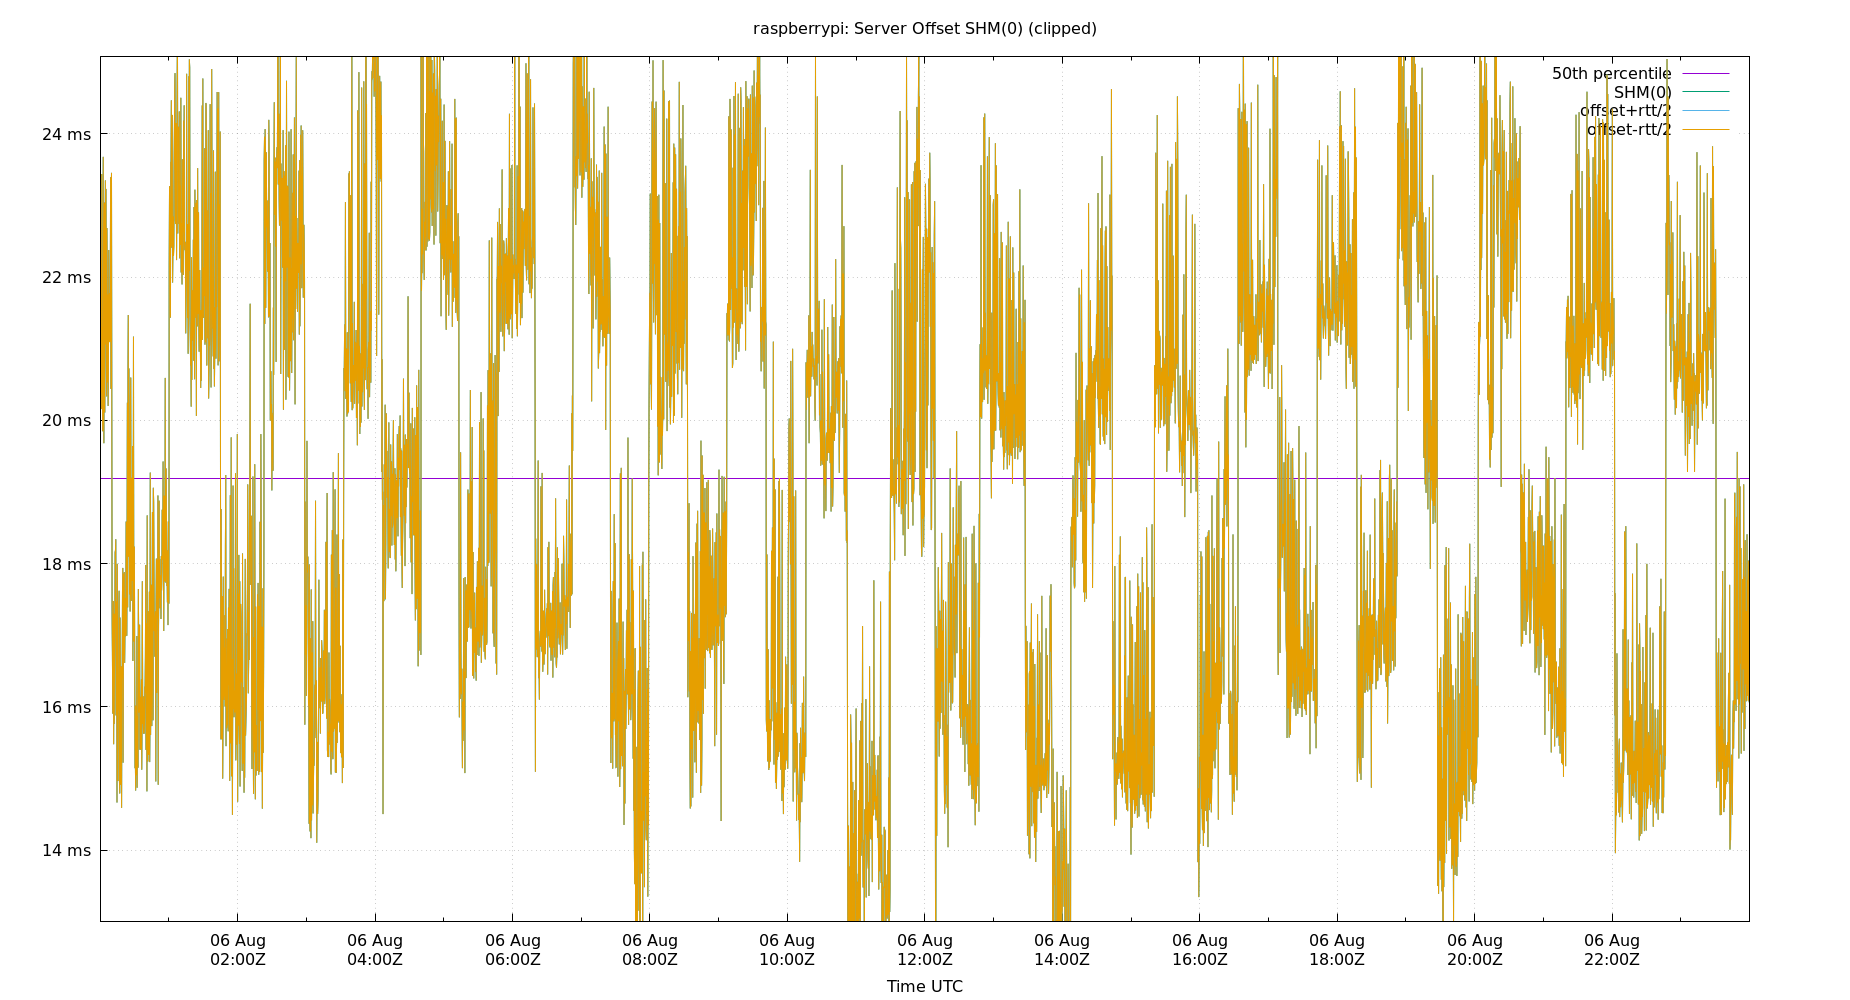 raspberrypi: Server Offset SHM(0) (clipped)
50th percentile
SHM(0)
offset+rtt/2
offset-rtt/2
24 ms
22 ms
20 ms
18 ms
16 ms
14 ms
06 Aug 06 Aug 06 Aug 06 Aug 06 Aug 06 Aug 06 Aug 06 Aug 06 Aug 06 Aug 06 Aug
02:00Z 04:00Z 06:00Z 08:00Z 10:00Z 12:00Z 14:00Z 16:00Z 18:00Z 20:00Z 22:00Z
Time UTC